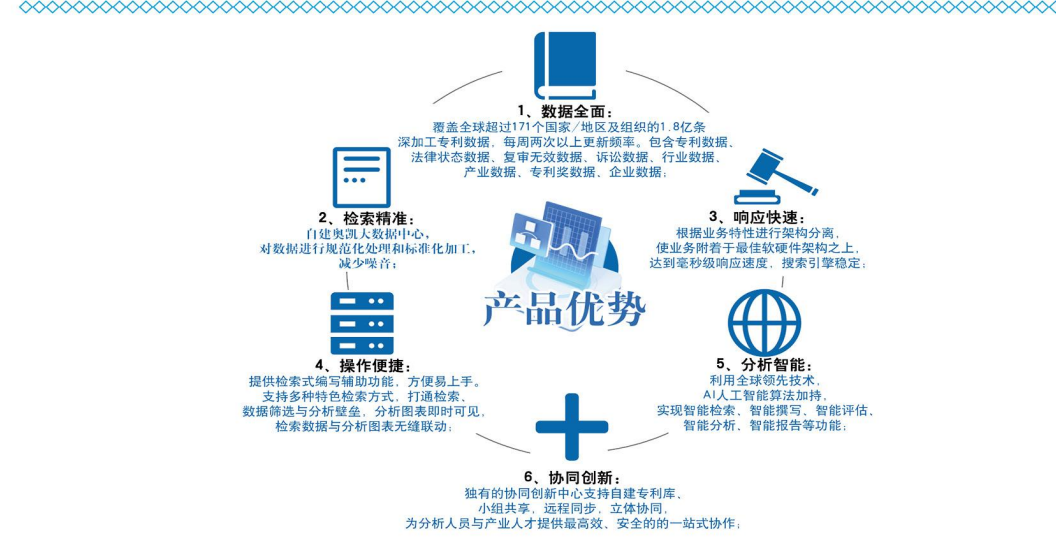 1、数据全面：
覆盖全球超过171个国家/地区及组织的1.8亿条
深加工专利数据，每周两次以上更新频率。包含专利数据、
法律状态数据、复审无效数据、诉讼数据、行业数据、
产业数据、专利奖数据、企业数据；
2、检索精准：
自建奥凯大数据中心，
对数据进行规范化处理和标准化加工，
减少噪音；
3、响应快速：
根据业务特性进行架构分离，
使业务附着于最佳软硬件架构之上，
达到毫秒级响应速度，搜索引擎稳定；
产品优势
4、操作便捷：
提供检索式编写辅助功能，方便易上手。
支持多种特色检索方式，打通检索、
数据筛选与分析壁垒，分析图表即时可见，
检索数据与分析图表无缝联动；
5、分析智能：
利用全球领先技术，
AI人工智能算法加持，
实现智能检索、智能撰写、智能评估、
智能分析、智能报告等功能；
6、协同创新：
独有的协同创新中心支持自建专利库、
小组共享，远程同步，立体协同，
为分析人员与产业人才提供最高效、安全的的一站式协作；